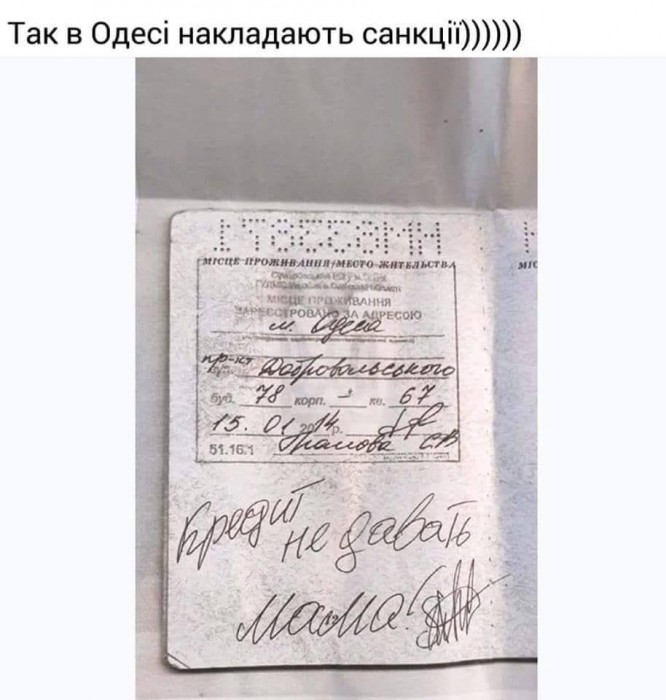 Так в Одесі накладають санкції))))))
МІСЦЕ ПРОЖИВАННЯ/МЕСТО ЖИТЕЛЬСТВА
МІСЦЕ ПРОЖИВАННЯ
ЗАРЕЄСТРОВАНО ЗА АДРЕСОЮ
м. Одеса
пр-кт Добровольського
буд. 78 корп. - кв. 67
15. 01 2014р.
51.16.1
Кредит
не давать
Мама!